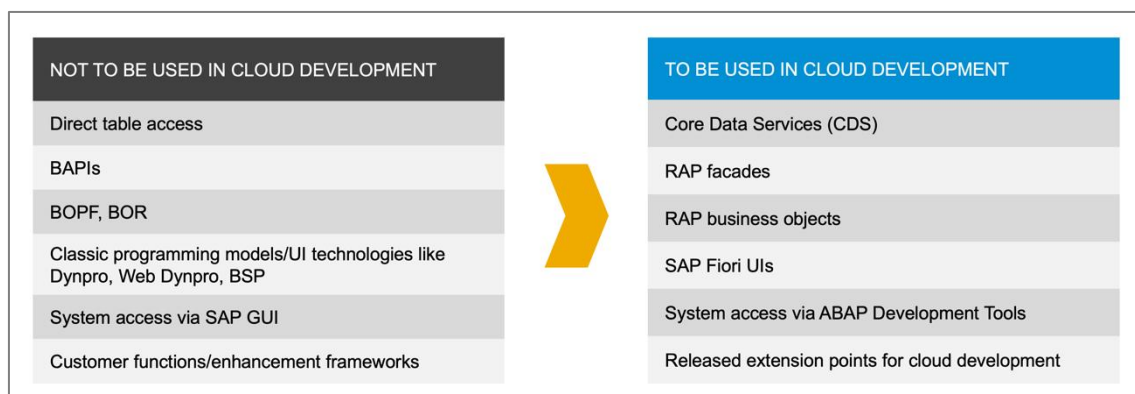 NOT TO BE USED IN CLOUD DEVELOPMENT
Direct table access
BAPIs
BOPF, BOR
Classic programming models/UI technologies like
Dynpro, Web Dynpro, BSP
System access via SAP GUI
Customer functions/enhancement frameworks
TO BE USED IN CLOUD DEVELOPMENT
Core Data Services (CDS)
RAP facades
RAP business objects
SAP Fiori UIs
System access via ABAP Development Tools
Released extension points for cloud development